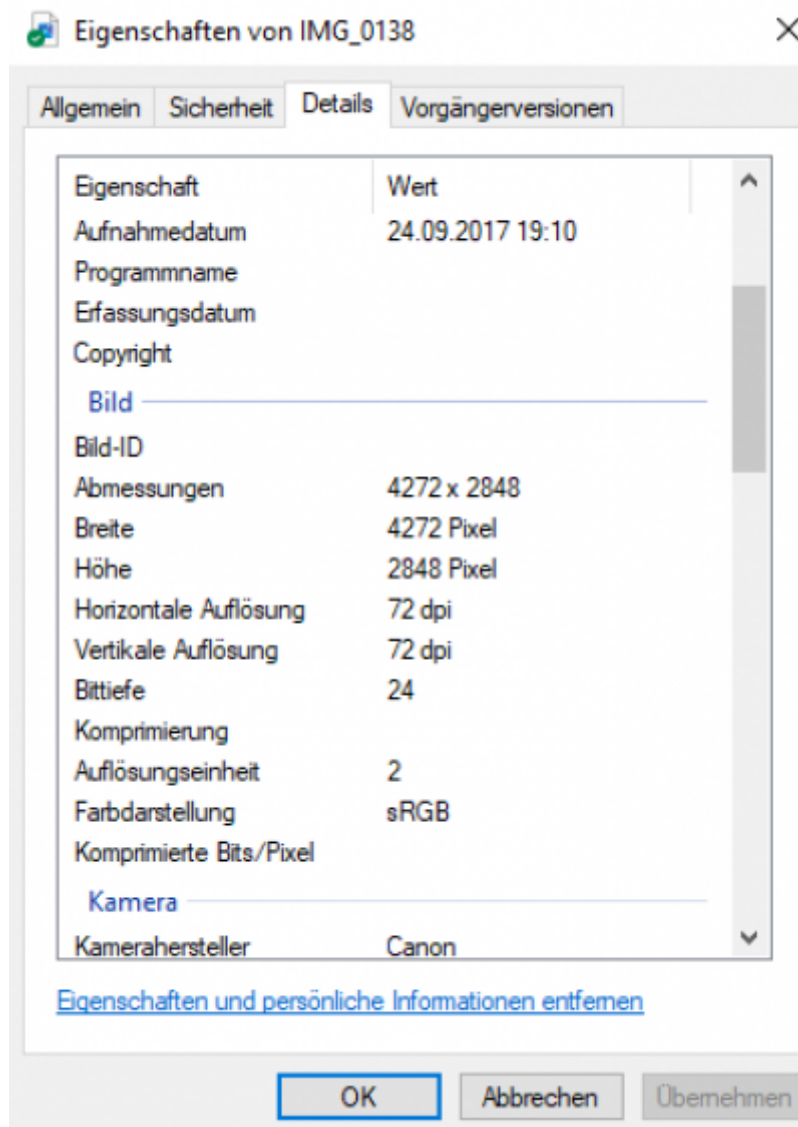 Eigenschaften von IMG_0138
Allgemein Sicherheit Details Vorgängerversionen
Eigenschaft Wert
Aufnahmedatum 24.09.2017 19:10
Programmname
Erfassungsdatum
Copyright
Bild
Bild-ID
Abmessungen 4272 x 2848
Breite 4272 Pixel
Höhe 2848 Pixel
Horizontale Auflösung 72 dpi
Vertikale Auflösung 72 dpi
Bittiefe 24
Komprimierung
Auflösungseinheit 2
Farbdarstellung sRGB
Komprimierte Bits/Pixel
Kamera
Kamerahersteller Canon
Eigenschaften und persönliche Informationen entfernen
OK Abbrechen Übernehmen